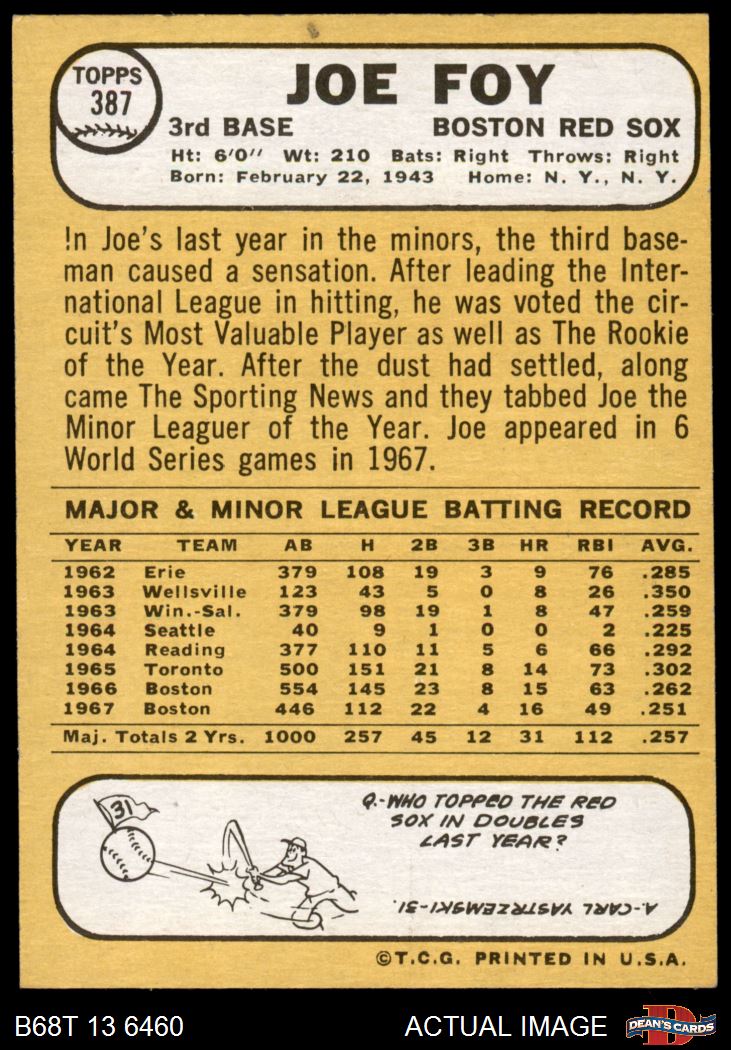 TOPPS
387
JOE FOY
3rd BASE BOSTON RED SOX
Ht: 6'0" Wt: 210 Bats: Right Throws: Right
Born: February 22, 1943 Home: N. Y., N. Y.
In Joe's last year in the minors, the third base-
man caused a sensation. After leading the Inter-
national League in hitting, he was voted the cir-
cuit's Most Valuable Player as well as The Rookie
of the Year. After the dust had settled, along
came The Sporting News and they tabbed Joe the
Minor Leaguer of the Year. Joe appeared in 6
World Series games in 1967.
MAJOR & MINOR LEAGUE BATTING RECORD
YEAR TEAM AB H 2B 3B HR RBI AVG.
1962 Erie 379 108 19 3 9 76 .285
1963 Wellsville 123 43 5 0 8 26 .350
1963 Win.-Sal. 379 98 19 1 8 47 .259
1964 Seattle 40 9 1 0 0 2 .225
1964 Reading 377 110 11 5 6 66 .292
1965 Toronto 500 151 21 8 14 73 .302
1966 Boston 554 145 23 8 15 63 .262
1967 Boston 446 112 22 4 16 49 .251
Maj. Totals 2 Yrs. 1000 257 45 12 31 112 .257
31
Q.-WHO TOPPED THE RED
SOX IN DOUBLES
LAST YEAR?
A.-CARL YASTRZEMSKI-31.
©T.C.G. PRINTED IN U.S.A.
B68T 13 6460 ACTUAL IMAGE
D
DEAN'S CARDS